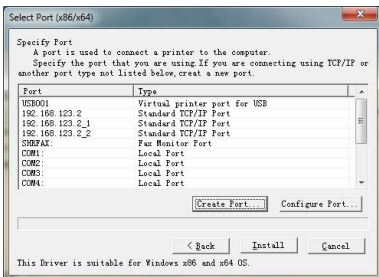 Select Port (x86/x64)
Specify Port
A port is used to connect a printer to the computer.
Specify the port that you are using.If you are connecting using TCP/IP or
another port type not listed below,creat a new port.
Port Type
USB001 Virtual printer port for USB
192.168.123.2 Standard TCP/IP Port
192.168.123.2_1 Standard TCP/IP Port
192.168.123.2_2 Standard TCP/IP Port
SHRFAX: Fax Monitor Port
COM1: Local Port
COM2: Local Port
COM3: Local Port
COM4: Local Port
Create Port... Configure Port...
< Back Install Cancel
This Driver is suitable for Windows x86 and x64 OS.